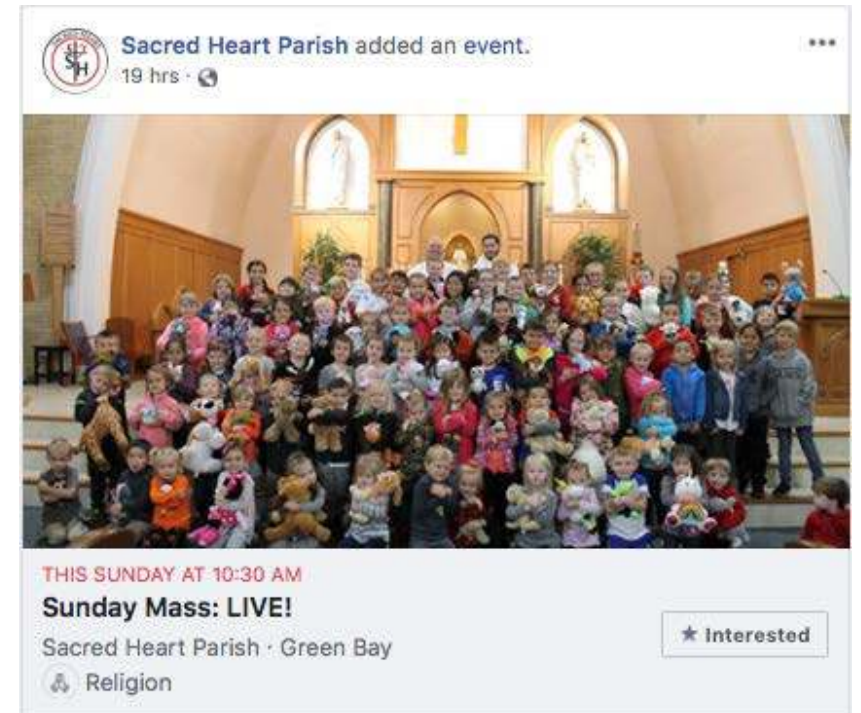 Sacred Heart Parish added an event.
19 hrs ·
SH
THIS SUNDAY AT 10:30 AM
Sunday Mass: LIVE!
Sacred Heart Parish · Green Bay
★ Interested
Religion